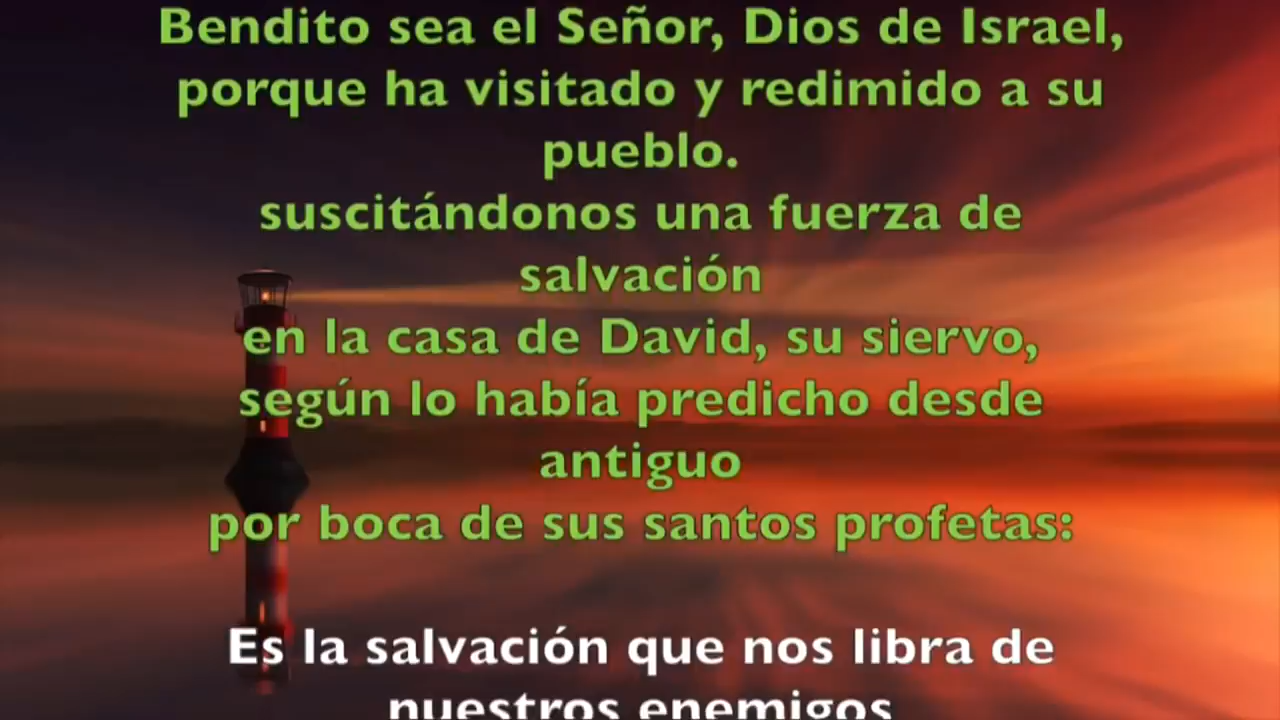 Bendito sea el Señor, Dios de Israel,
porque ha visitado y redimido a su
pueblo.
suscitándonos una fuerza de
salvación
en la casa de David, su siervo,
según lo había predicho desde
antiguo
por boca de sus santos profetas:
Es la salvación que nos libra de
nuestros enemigos